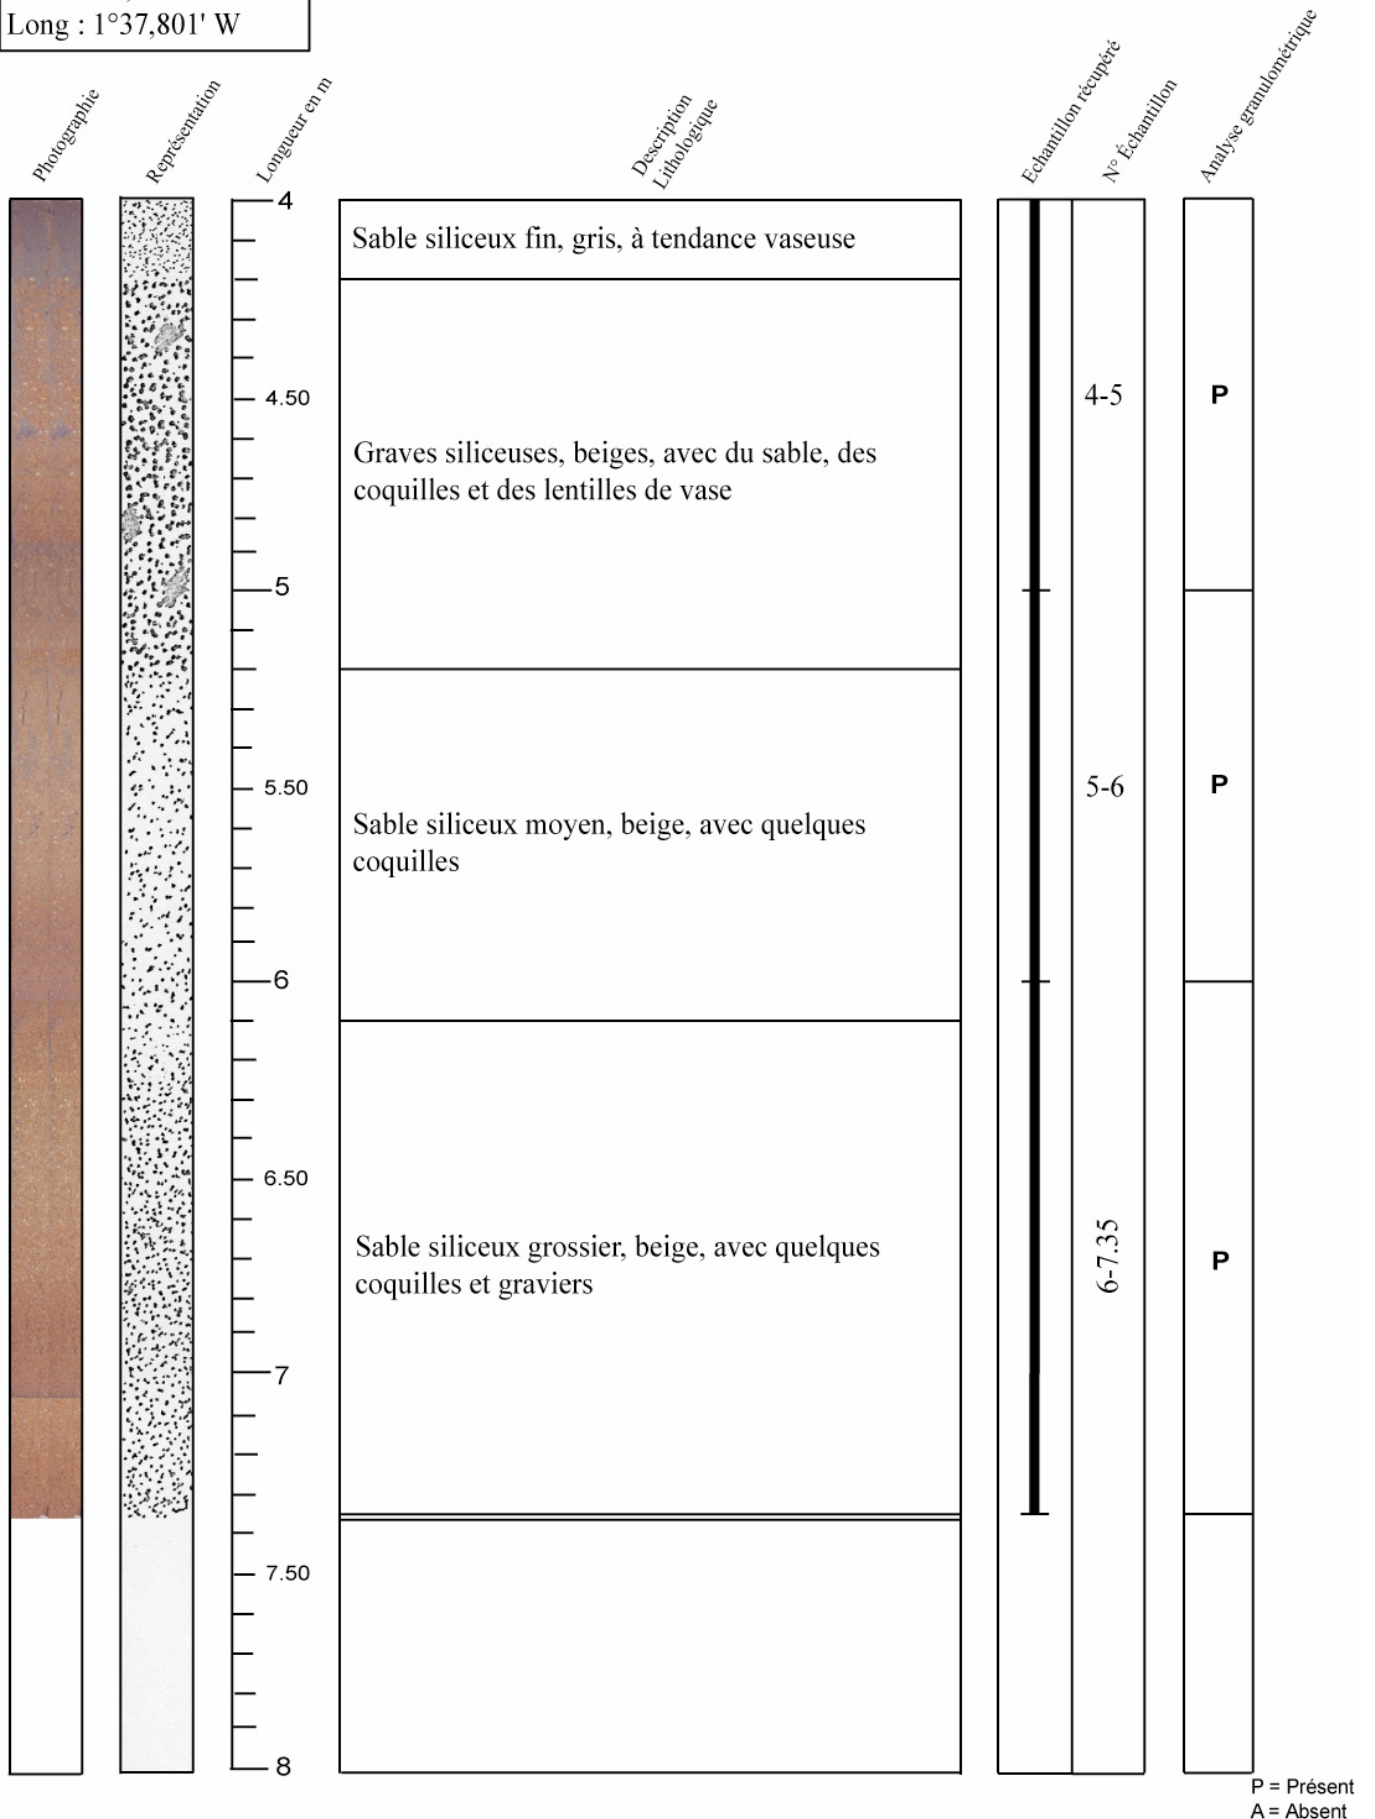 Long : 1°37,801' W
Photographie
Représentation
Longueur en m
Description
Lithologique
Echantillon récupéré
N° Échantillon
Analyse granulométrique
4
Sable siliceux fin, gris, à tendance vaseuse
4.50
4-5
P
Graves siliceuses, beiges, avec du sable, des
coquilles et des lentilles de vase
5
5.50
5-6
P
Sable siliceux moyen, beige, avec quelques
coquilles
6
6.50
Sable siliceux grossier, beige, avec quelques
coquilles et graviers
6-7.35
P
7
7.50
8
P = Présent
A = Absent